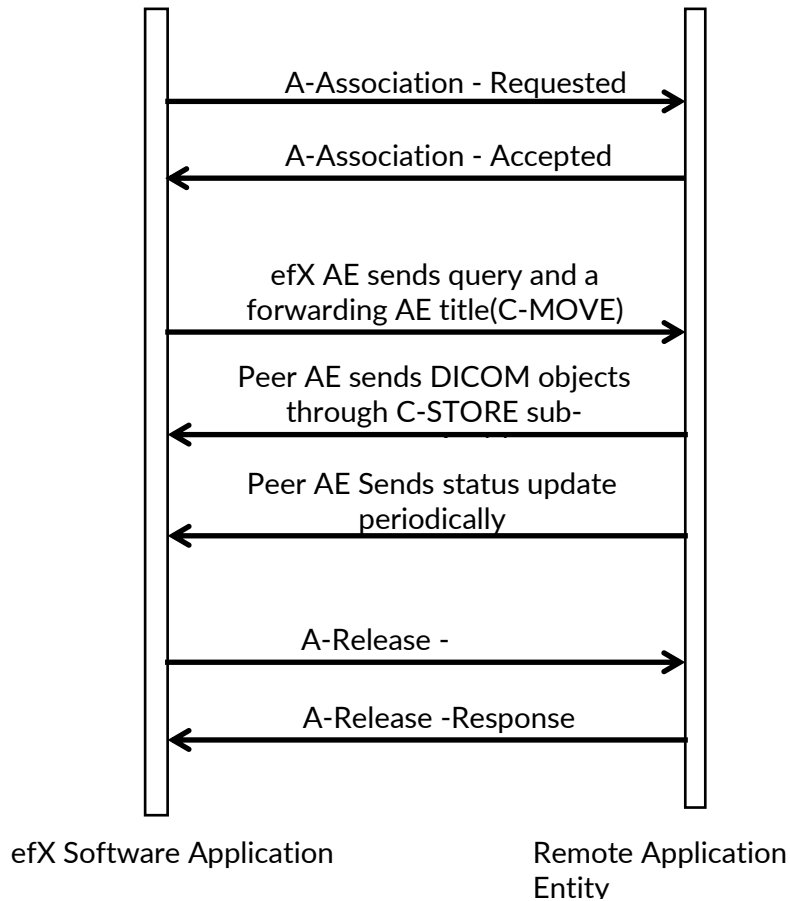 A-Association - Requested
A-Association - Accepted
efX AE sends query and a
forwarding AE title(C-MOVE)
Peer AE sends DICOM objects
through C-STORE sub-
Peer AE Sends status update
periodically
A-Release -
A-Release -Response
efX Software Application
Remote Application
Entity